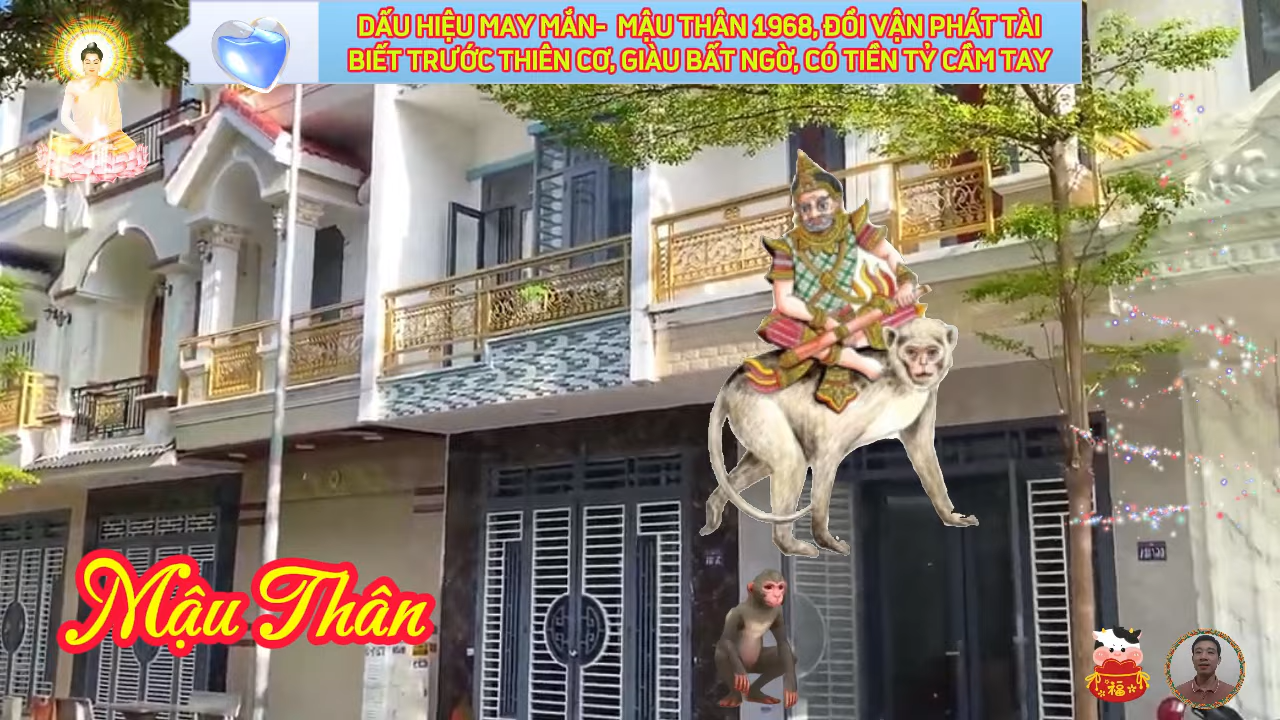 DẤU HIỆU MAY MẮN- MẬU THÂN 1968, ĐỔI VẬN PHÁT TÀI
BIẾT TRƯỚC THIÊN CƠ, GIÀU BẤT NGỜ, CÓ TIỀN TỶ CẦM TAY
Mậu Thân
福